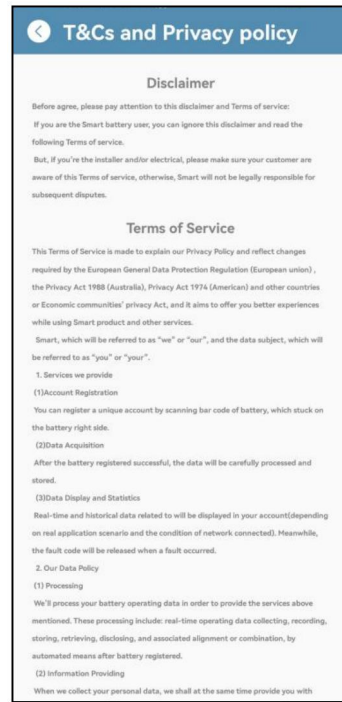 T&Cs and Privacy policy
Disclaimer
Before agree, please pay attention to this disclaimer and Terms of service:
If you are the Smart battery user, you can ignore this disclaimer and read the
following Terms of service.
But, if you're the installer and/or electrical, please make sure your customer are
aware of this Terms of service, otherwise, Smart will not be legally responsible for
subsequent disputes.
Terms of Service
This Terms of Service is made to explain our Privacy Policy and reflect changes
required by the European General Data Protection Regulation (European union) ,
the Privacy Act 1988 (Australia), Privacy Act 1974 (American) and other countries
or Economic communities' privacy Act, and it aims to offer you better experiences
while using Smart product and other services.
Smart, which will be referred to as "we" or "our", and the data subject, which will
be referred to as "you" or "your".
1. Services we provide
(1)Account Registration
You can register a unique account by scanning bar code of battery, which stuck on
the battery right side.
(2)Data Acquisition
After the battery registered successful, the data will be carefully processed and
stored.
(3)Data Display and Statistics
Real-time and historical data related to will be displayed in your account(depending
on real application scenario and the condition of network connected). Meanwhile,
the fault code will be released when a fault occurred.
2. Our Data Policy
(1) Processing
We'll process your battery operating data in order to provide the services above
mentioned. These processing include: real-time operating data collecting, recording,
storing, retrieving, disclosing, and associated alignment or combination, by
automated means after battery registered.
(2) Information Providing
When we collect your personal data, we shall at the same time provide you with